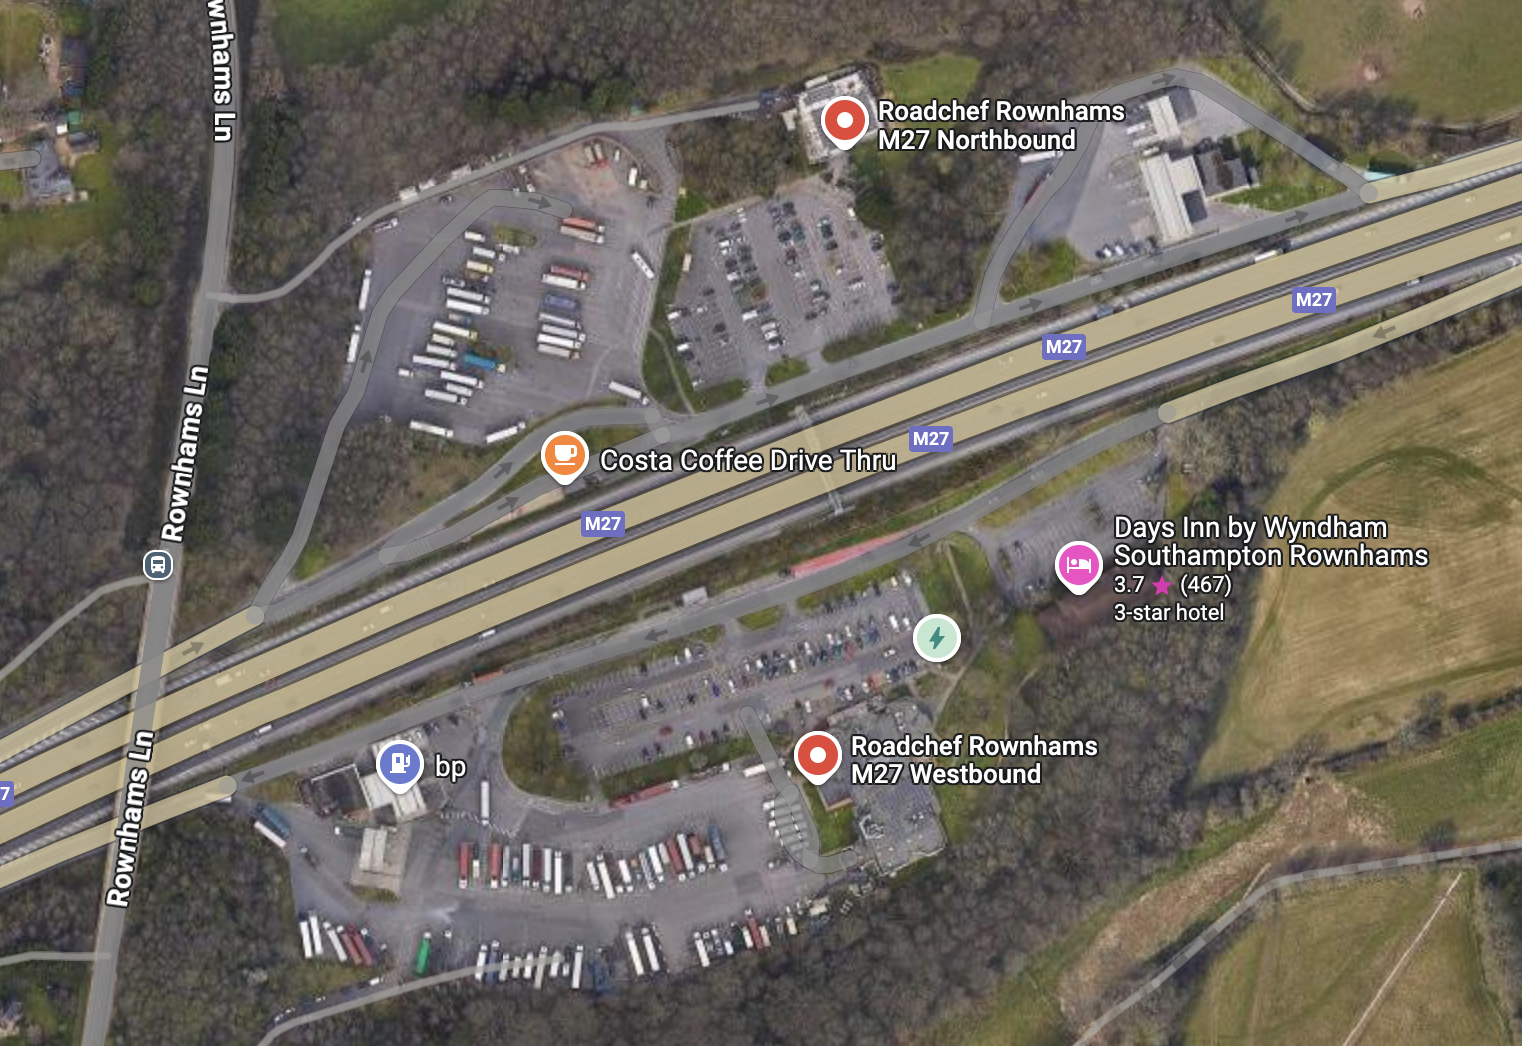 Rownhams Ln
Roadchef Rownhams
M27 Northbound
M27
M27
Rownhams Ln
M27
Costa Coffee Drive Thru
M27
Days Inn by Wyndham
Southampton Rownhams
3.7 ★ (467)
3-star hotel
Roadchef Rownhams
M27 Westbound
bp
7
Rownhams Ln